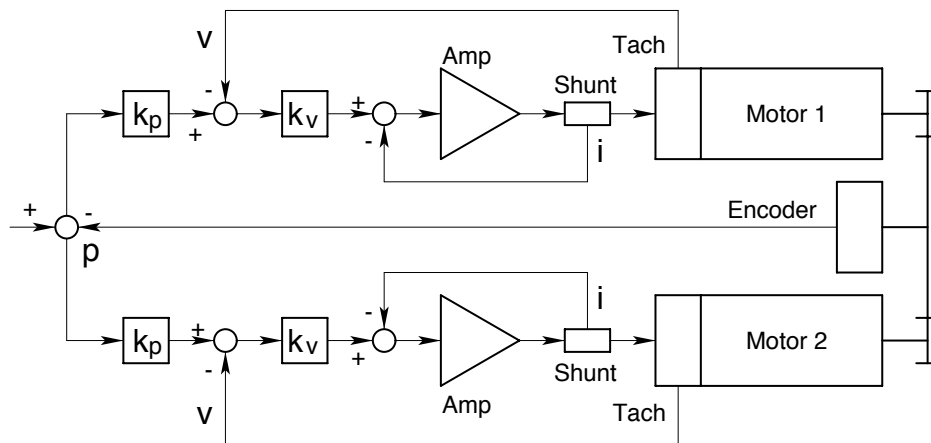 v
Tach
Amp
Shunt
-
kp
+
kv
+
-
i
Motor 1
+
-
p
Encoder
kp
+
-
kv
-
+
i
Motor 2
Shunt
v
Amp
Tach